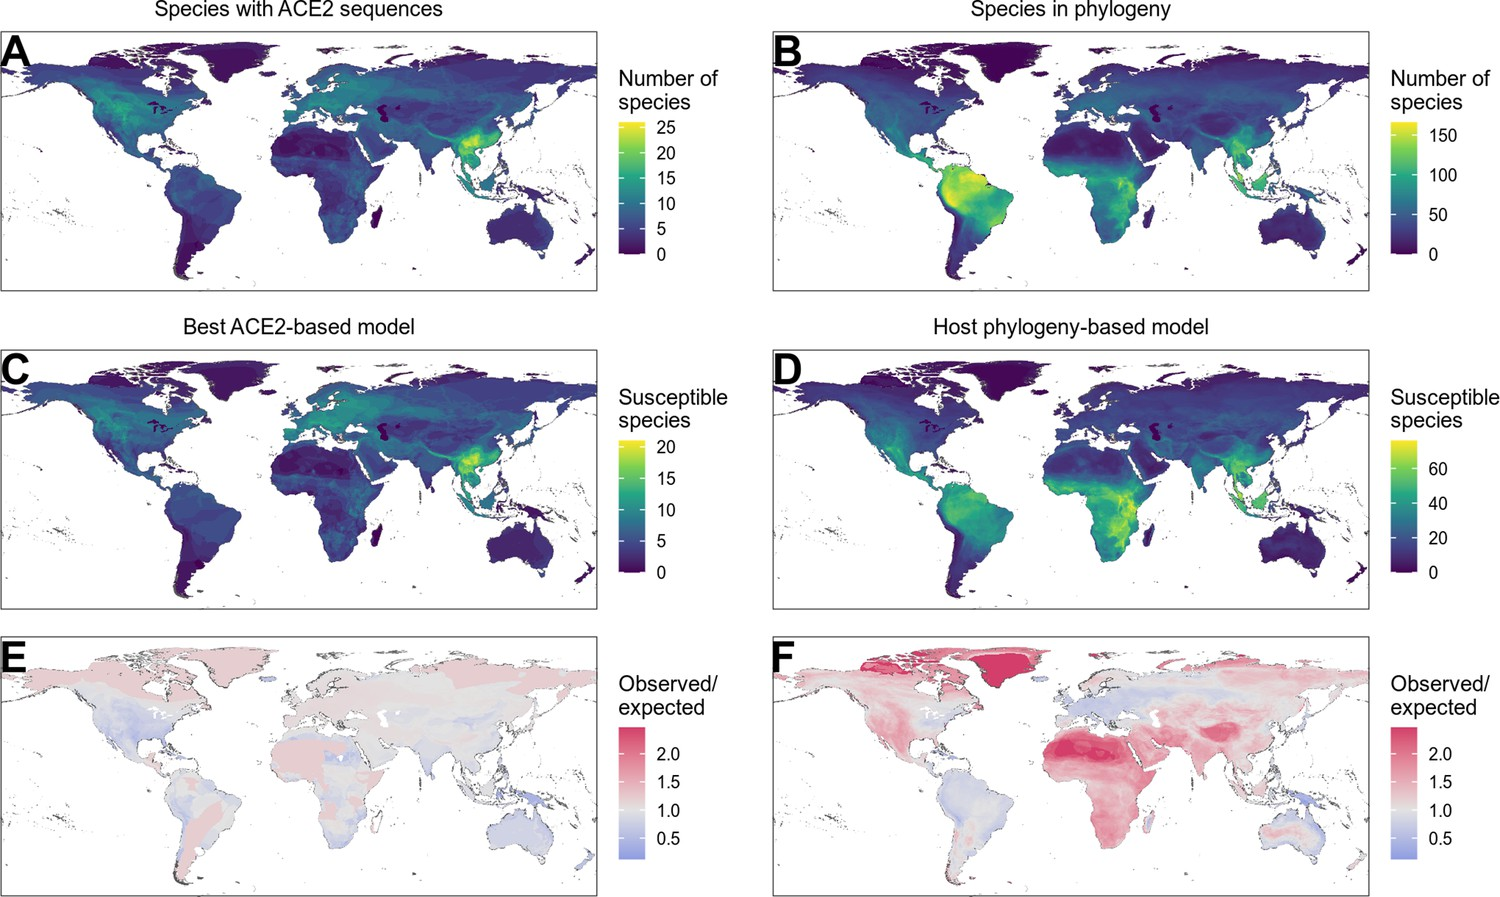 Species with ACE2 sequences
A
Number of
species
25
20
15
10
5
0
Species in phylogeny
B
Number of
species
150
100
50
0
Best ACE2-based model
C
Susceptible
species
20
15
10
5
0
Host phylogeny-based model
D
Susceptible
species
60
40
20
0
E
Observed/
expected
2.0
1.5
1.0
0.5
F
Observed/
expected
2.0
1.5
1.0
0.5